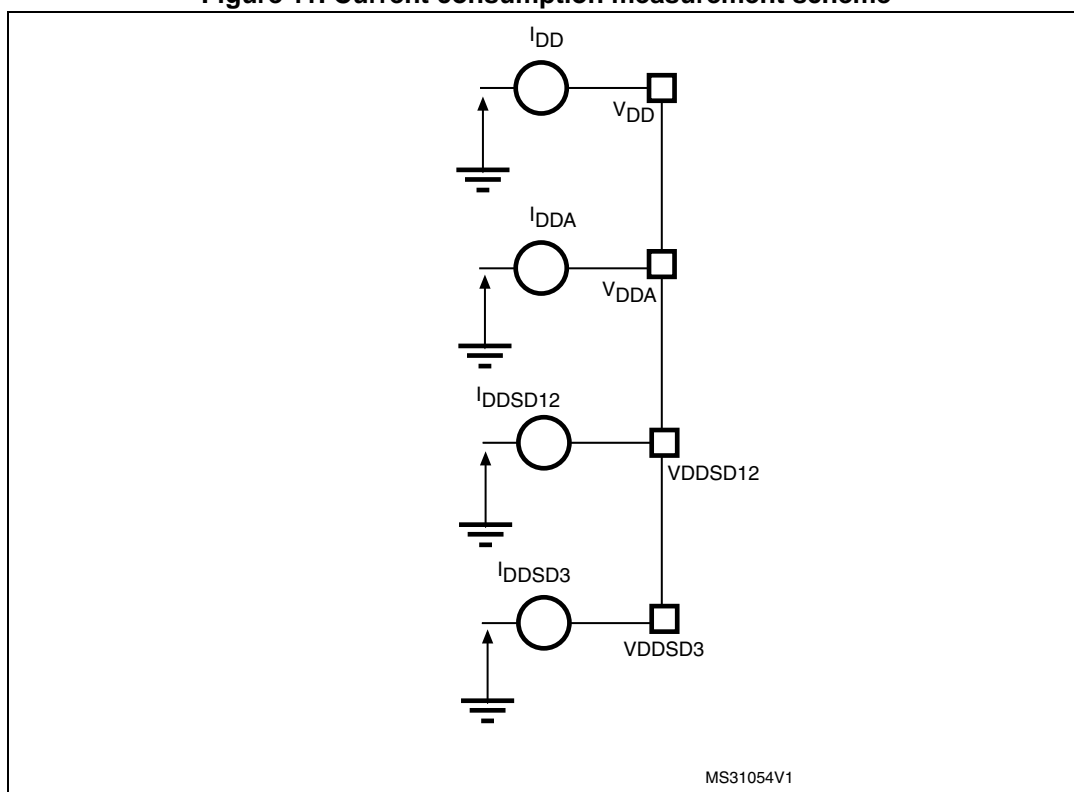 Figure 11. Current consumption measurement scheme
IDD
VDD
IDDA
VDDA
IDDSD12
VDDSD12
IDDSD3
VDDSD3
MS31054V1